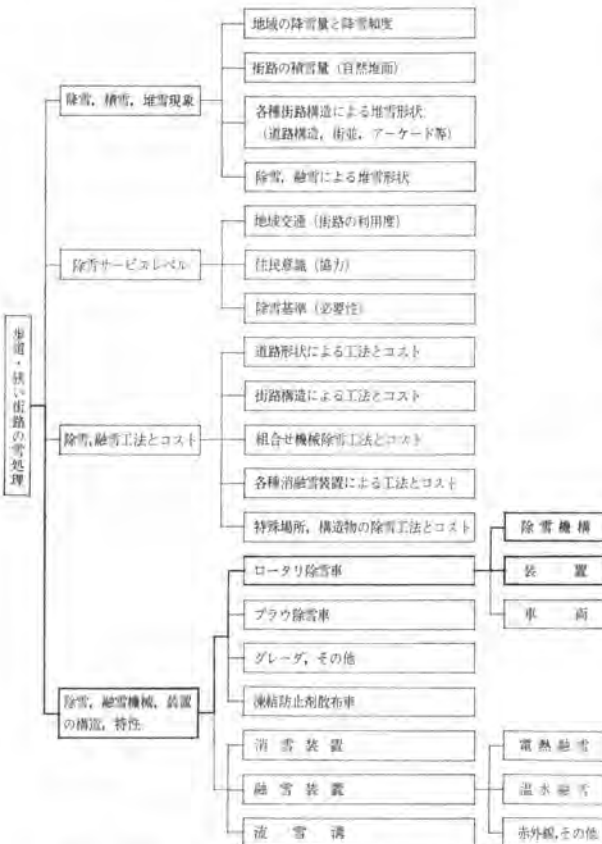 歩道・狭い街路の雪処理
降雪，積雪，堆雪現象
地域の降雪量と降雪頻度
街路の積雪量（自然堆面）
各種街路構造による堆雪形状
（道路構造，街並，アーケード等）
除雪，融雪による堆雪形状
除雪サービスレベル
地域交通（街路の利用度）
住民意識（協力）
除雪基準（必要性）
除雪，融雪工法とコスト
道路形状による工法とコスト
街路構造による工法とコスト
組合せ機械除雪工法とコスト
各種消融雪装置による工法とコスト
特殊場所，構造物の除雪工法とコスト
除雪，融雪機械，装置
の構造，特性
ロータリ除雪車
除雪機構
装置
車両
プラウ除雪車
グレーダ，その他
凍結防止剤散布車
消雪装置
融雪装置
電熱融雪
温水融雪
赤外線，その他
流雪溝